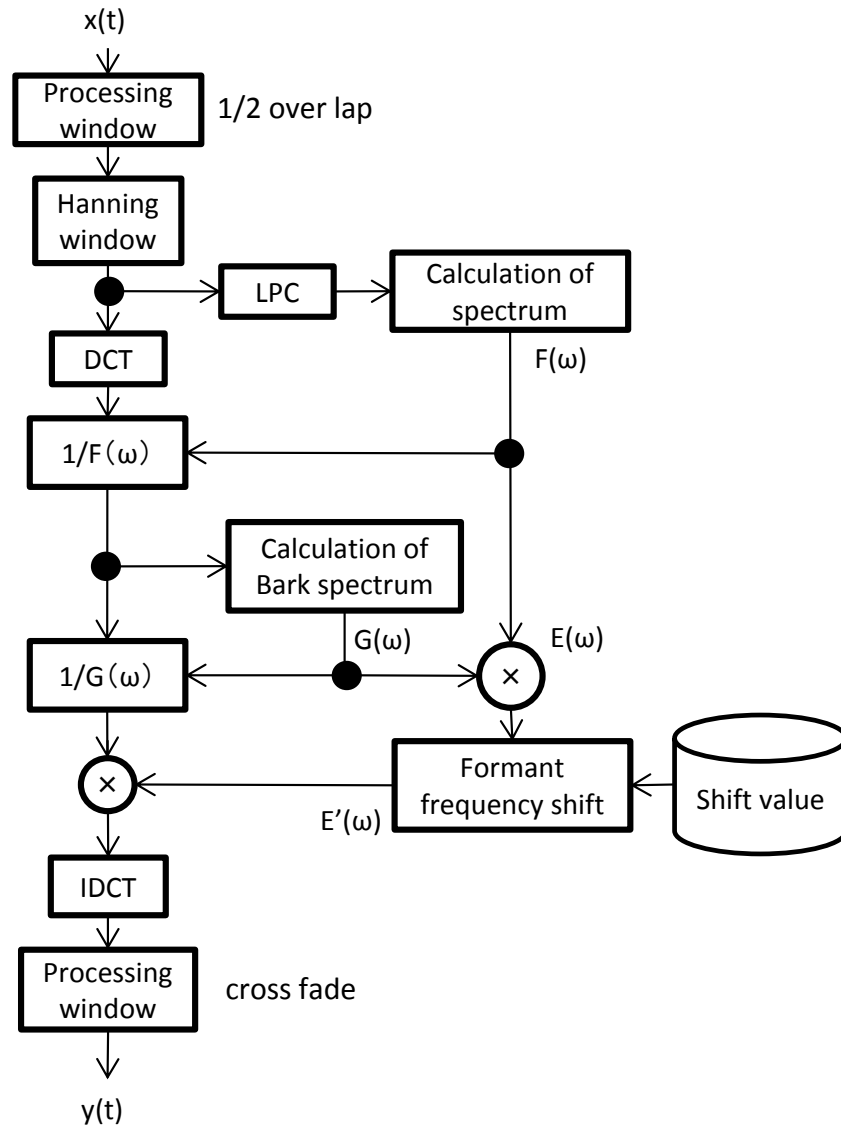 x(t)
Processing
window
1/2 over lap
Hanning
window
LPC
Calculation of
spectrum
DCT
F(ω)
1/F（ω）
Calculation of
Bark spectrum
G(ω)
E(ω)
1/G（ω）
×
×
Formant
frequency shift
Shift value
E’(ω)
IDCT
Processing
window
cross fade
y(t)